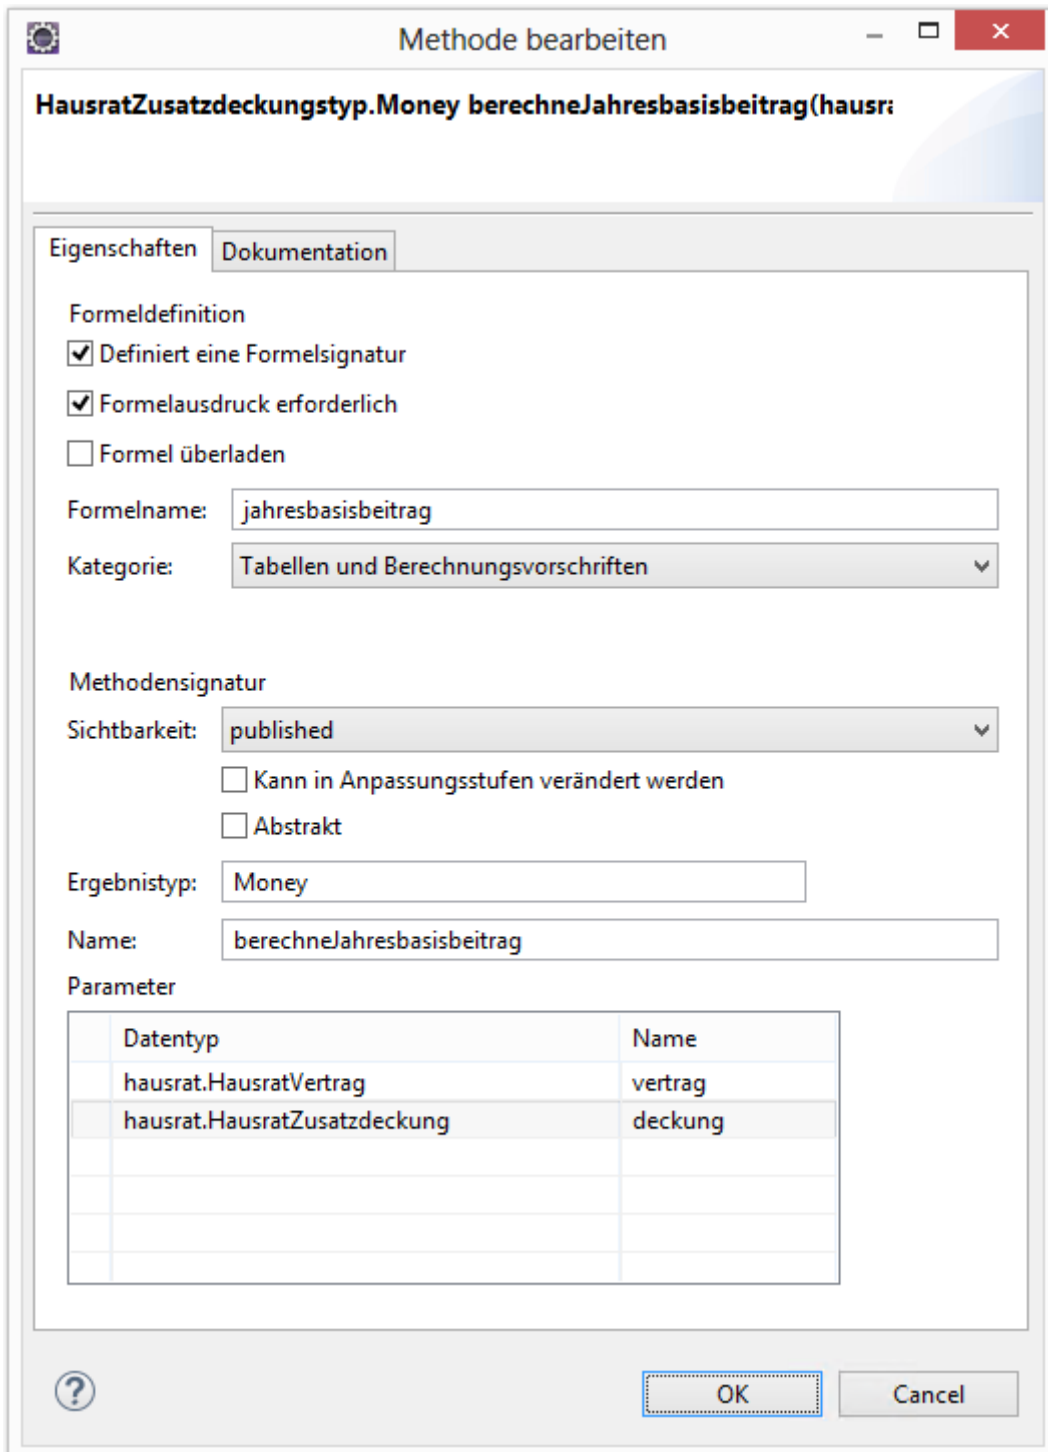 Methode bearbeiten
HausratZusatzdeckungstyp.Money berechneJahresbasisbeitrag(hausra
Eigenschaften Dokumentation
Formeldefinition
Definiert eine Formelsignatur
Formelausdruck erforderlich
Formel überladen
Formelname: jahresbasisbeitrag
Kategorie: Tabellen und Berechnungsvorschriften
Methodensignatur
Sichtbarkeit: published
Kann in Anpassungsstufen verändert werden
Abstrakt
Ergebnistyp: Money
Name: berechneJahresbasisbeitrag
Parameter
Datentyp Name
hausrat.HausratVertrag vertrag
hausrat.HausratZusatzdeckung deckung
? OK Cancel